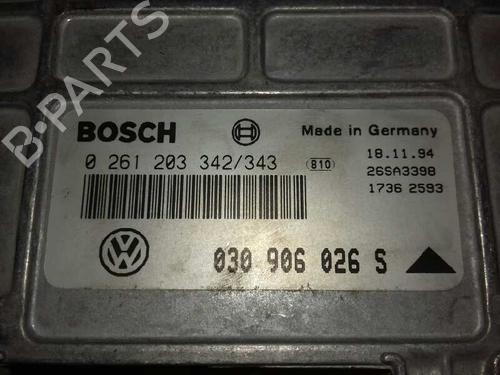 B-PARTS
BOSCH
Made in Germany
0 261 203 342/343
810
18.11.94
26SA3398
1736 2593
030 906 026 S